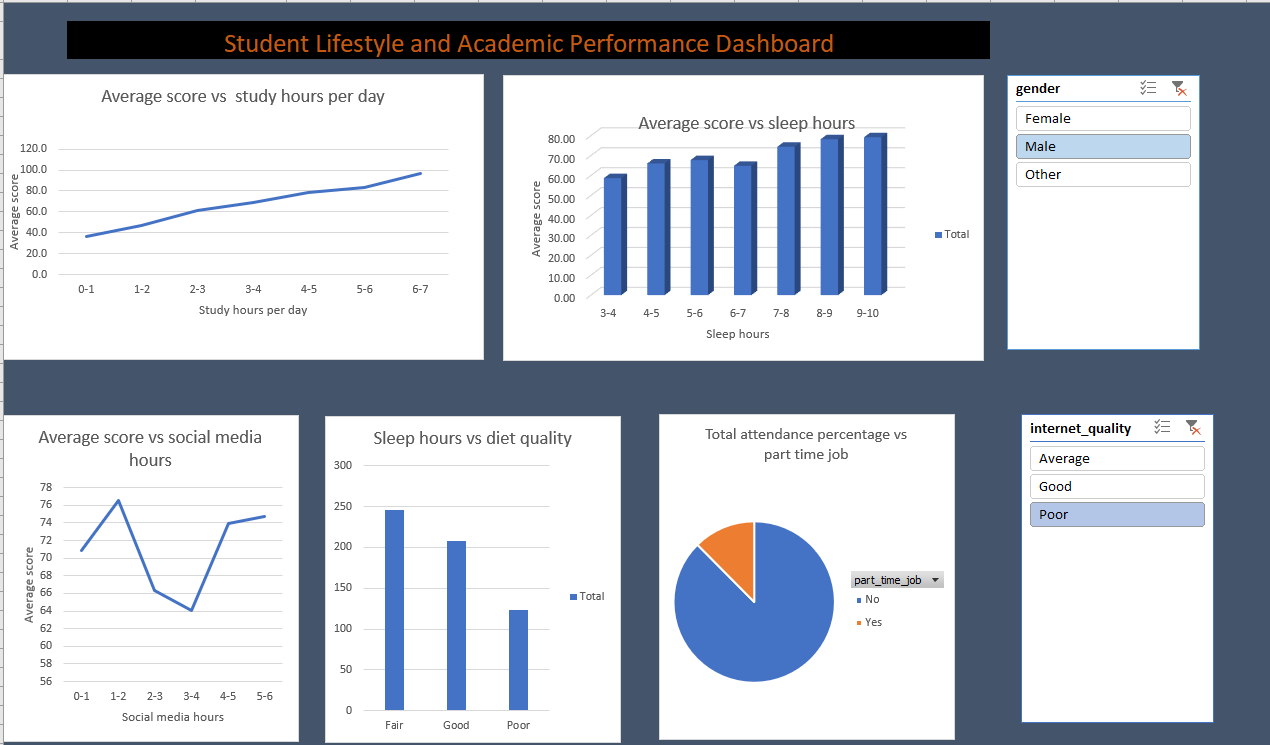 Student Lifestyle and Academic Performance Dashboard
Average score vs  study hours per day
120.0
100.0
80.0
60.0
40.0
20.0
0.0
Average score
0-1 1-2 2-3 3-4 4-5 5-6 6-7
Study hours per day
Average score vs sleep hours
80.00
70.00
60.00
50.00
40.00
30.00
20.00
10.00
0.00
Average score
3-4 4-5 5-6 6-7 7-8 8-9 9-10
Sleep hours
Total
gender
Female
Male
Other
Average score vs social media
hours
78
76
74
72
70
68
66
64
62
60
58
56
Average score
0-1 1-2 2-3 3-4 4-5 5-6
Social media hours
Sleep hours vs diet quality
300
250
200
150
100
50
0
Fair Good Poor
Total
Total attendance percentage vs
part time job
part_time_job
No
Yes
internet_quality
Average
Good
Poor